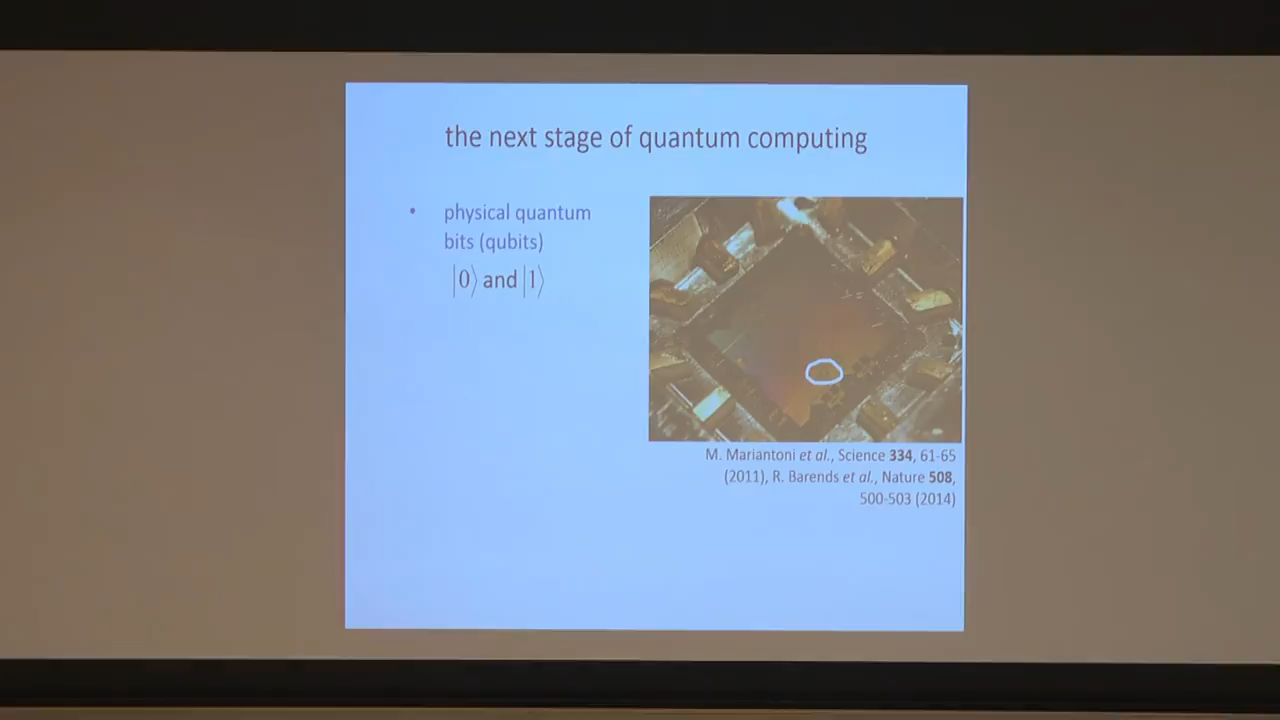 the next stage of quantum computing
• physical quantum
bits (qubits)
|0⟩ and |1⟩
M. Mariantoni et al., Science 334, 61-65
(2011), R. Barends et al., Nature 508,
500-503 (2014)